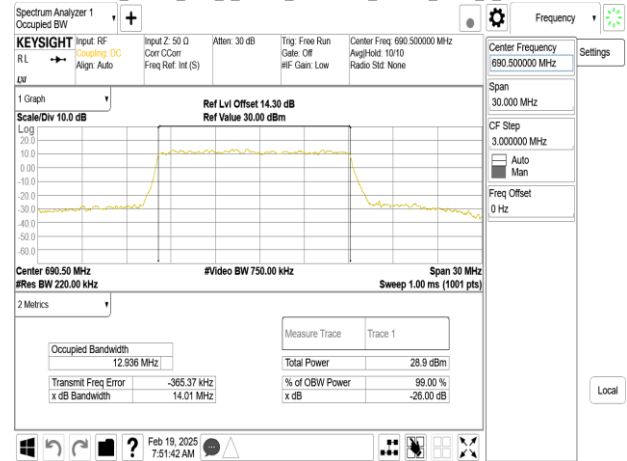 Spectrum Analyzer 1
Occupied BW
Frequency
KEYSIGHT
Input: RF
Input Z: 50 Ω
Atten: 30 dB
Trig: Free Run
Center Freq: 690.500000 MHz
RL
Coupling: DC
Corr CCorr
Gate: Off
Avg|Hold: 10/10
Align: Auto
Freq Ref: Int (S)
#IF Gain: Low
Radio Std: None
LXI
Center Frequency
690.500000 MHz
Settings
Span
30.000 MHz
CF Step
3.000000 MHz
Auto
Man
Freq Offset
0 Hz
1 Graph
Ref Lvl Offset 14.30 dB
Scale/Div 10.0 dB
Ref Value 30.00 dBm
Log
20.0
10.0
0.00
-10.0
-20.0
-30.0
-40.0
-50.0
-60.0
Center 690.50 MHz
#Video BW 750.00 kHz
Span 30 MHz
#Res BW 220.00 kHz
Sweep 1.00 ms (1001 pts)
2 Metrics
Measure Trace
Trace 1
Occupied Bandwidth
12.936 MHz
Total Power
28.9 dBm
Transmit Freq Error
-365.37 kHz
% of OBW Power
99.00 %
x dB Bandwidth
14.01 MHz
x dB
-26.00 dB
Local
Feb 19, 2025
7:51:42 AM